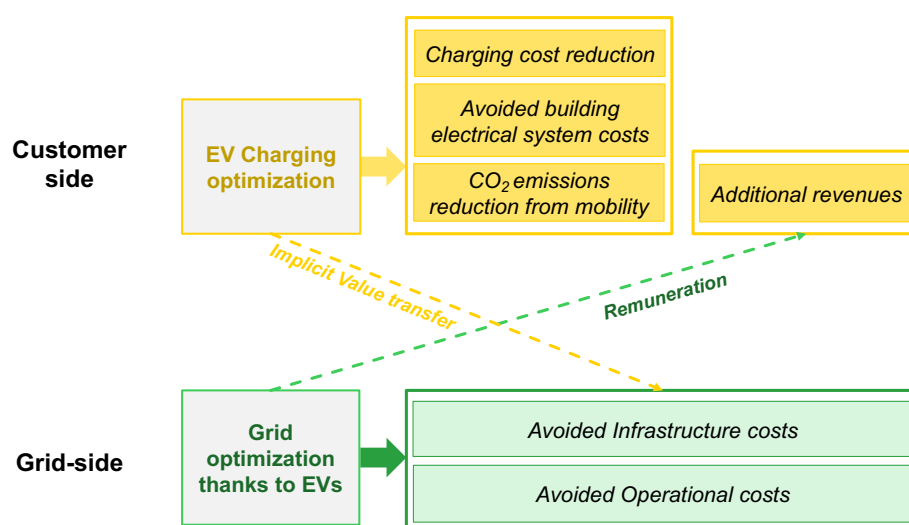 Customer
side
EV Charging
optimization
Charging cost reduction
Avoided building
electrical system costs
CO2 emissions
reduction from mobility
Additional revenues
Implicit Value transfer
Remuneration
Grid-side
Grid
optimization
thanks to EVs
Avoided Infrastructure costs
Avoided Operational costs